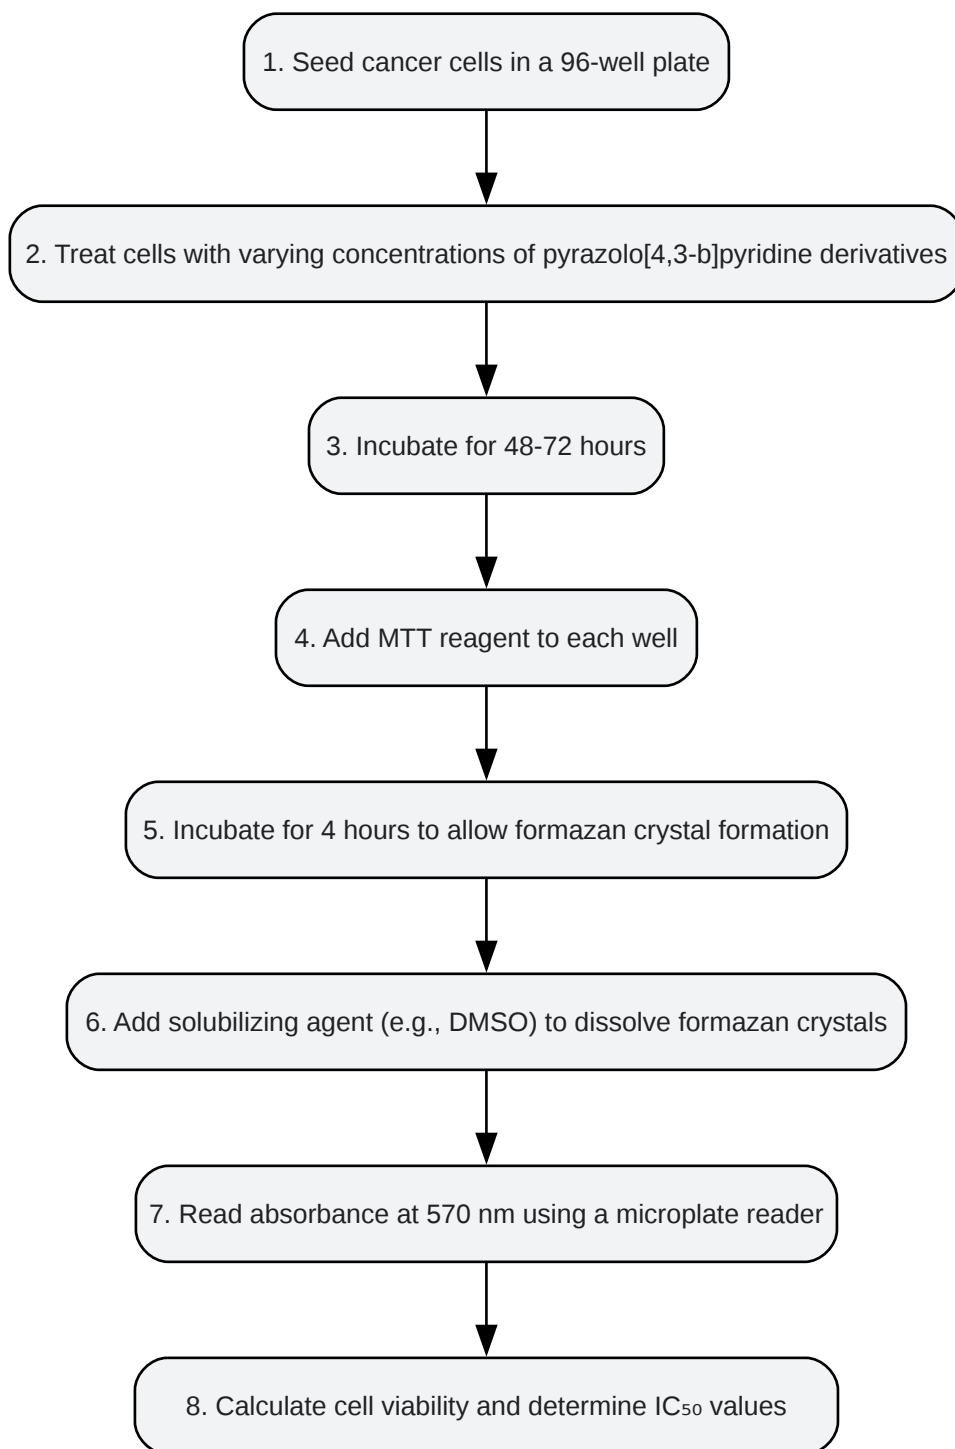 1. Seed cancer cells in a 96-well plate
2. Treat cells with varying concentrations of pyrazolo[4,3-b]pyridine derivatives
3. Incubate for 48-72 hours
4. Add MTT reagent to each well
5. Incubate for 4 hours to allow formazan crystal formation
6. Add solubilizing agent (e.g., DMSO) to dissolve formazan crystals
7. Read absorbance at 570 nm using a microplate reader
8. Calculate cell viability and determine IC₅₀ values